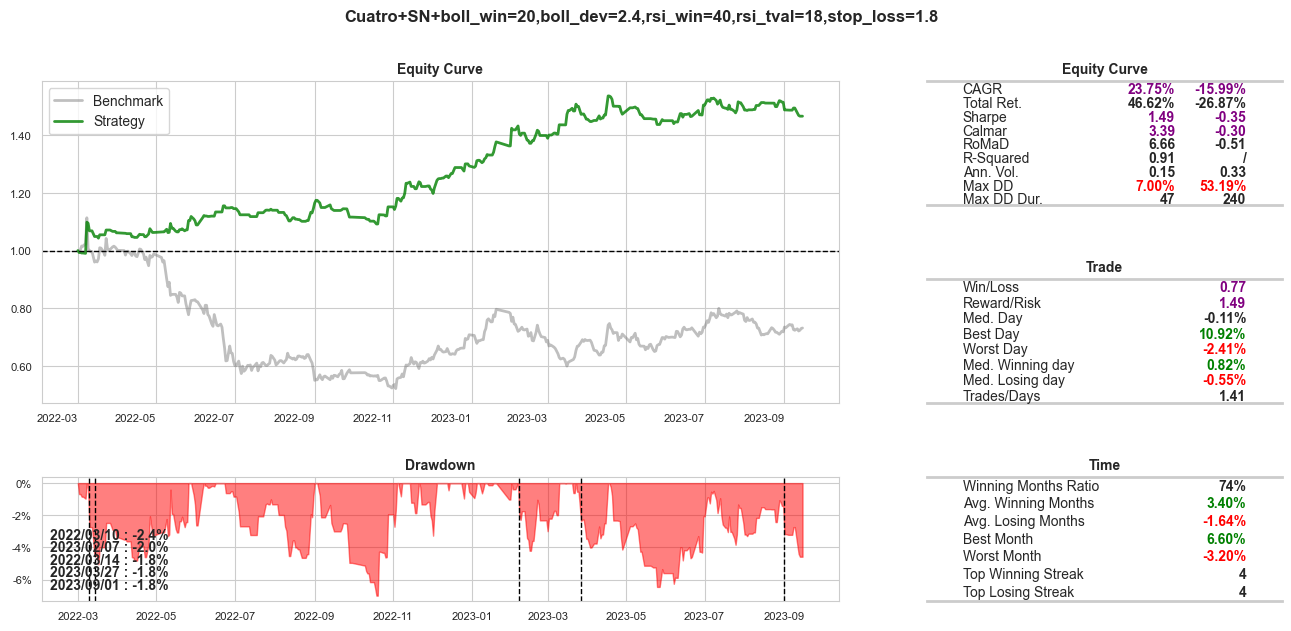 Cuatro+SN+boll_win=20,boll_dev=2.4,rsi_win=40,rsi_tval=18,stop_loss=1.8
Equity Curve
Benchmark
Strategy
1.40
1.20
1.00
0.80
0.60
2022-03 2022-05 2022-07 2022-09 2022-11 2023-01 2023-03 2023-05 2023-07 2023-09
Equity Curve
CAGR 23.75% -15.99%
Total Ret. 46.62% -26.87%
Sharpe 1.49 -0.35
Calmar 3.39 -0.30
RoMaD 6.66 -0.51
R-Squared 0.91 /
Ann. Vol. 0.15 0.33
Max DD 7.00% 53.19%
Max DD Dur. 47 240
Trade
Win/Loss 0.77
Reward/Risk 1.49
Med. Day -0.11%
Best Day 10.92%
Worst Day -2.41%
Med. Winning day 0.82%
Med. Losing day -0.55%
Trades/Days 1.41
Drawdown
0%
-2%
-4%
-6%
2022/03/10 : -2.4%
2023/02/07 : -2.0%
2022/03/14 : -1.8%
2023/03/27 : -1.8%
2023/09/01 : -1.8%
2022-03 2022-05 2022-07 2022-09 2022-11 2023-01 2023-03 2023-05 2023-07 2023-09
Time
Winning Months Ratio 74%
Avg. Winning Months 3.40%
Avg. Losing Months -1.64%
Best Month 6.60%
Worst Month -3.20%
Top Winning Streak 4
Top Losing Streak 4